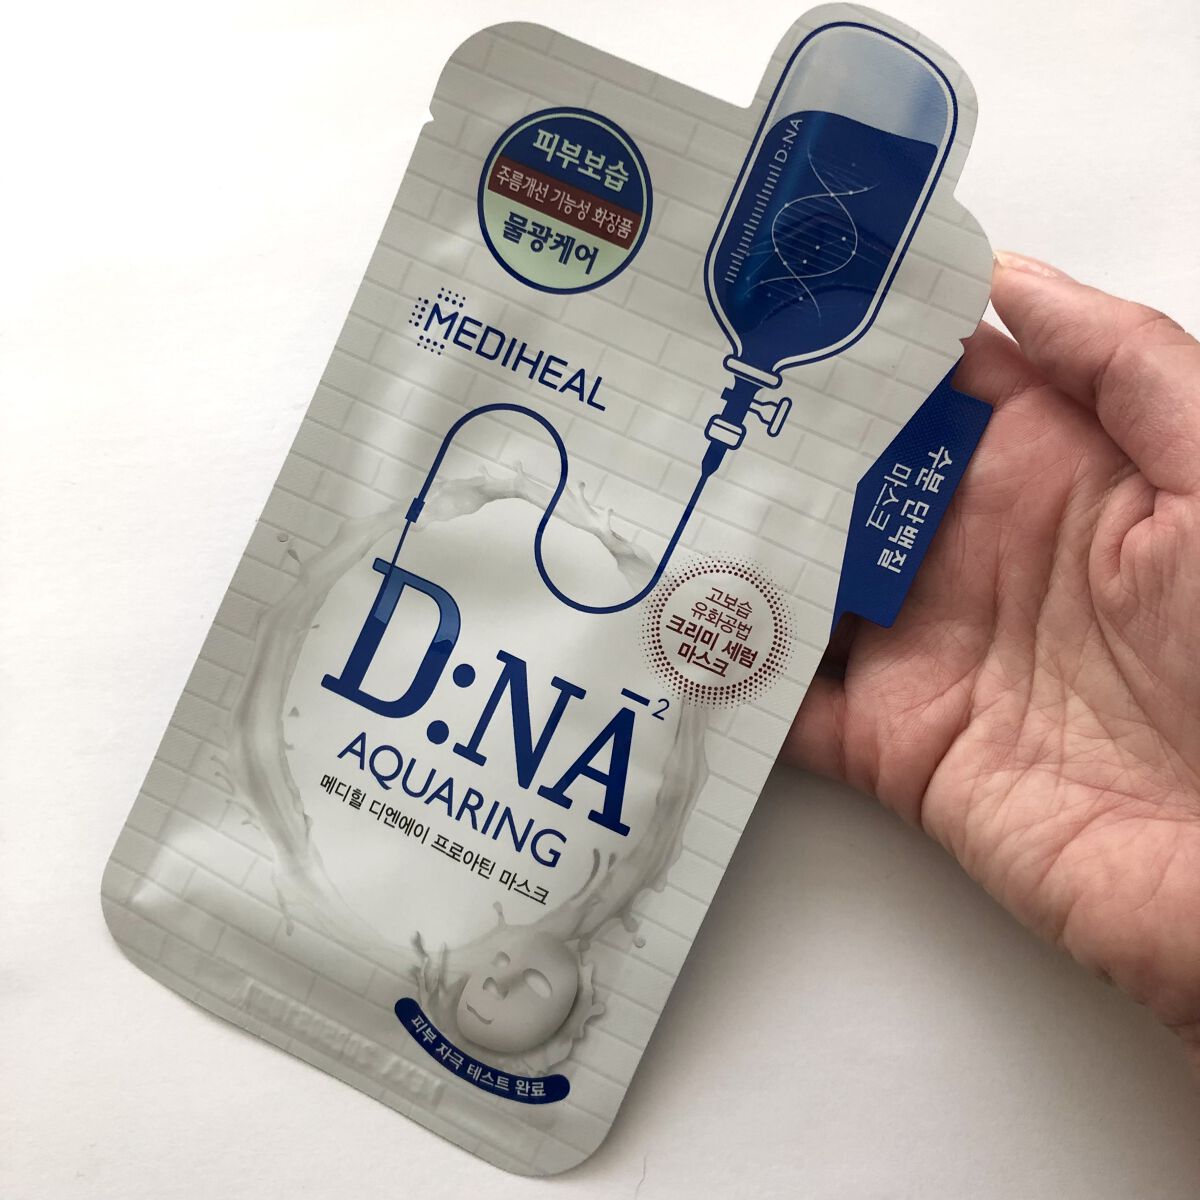 피부보습
주름개선 기능성 화장품
물광케어
MEDIHEAL
D:NA
수분 단백질
마스크
고보습
유화공법
크리미 세럼
마스크
D:NA²
AQUARING
메디힐 디엔에이 프로아틴 마스크
피부 자극 테스트 완료